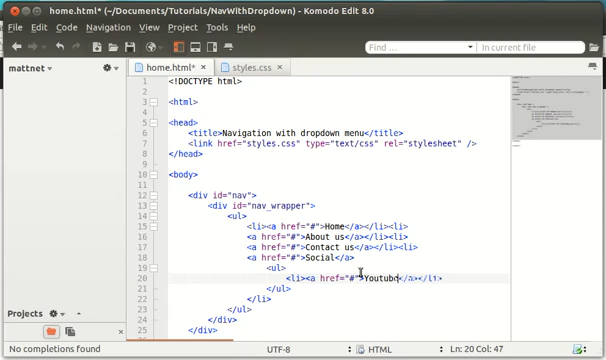 home.html* (~/Documents/Tutorials/NavWithDropdown) - Komodo Edit 8.0
File Edit Code Navigation View Project Tools Help
Find ... In current file
mattnet
home.html* × styles.css ×
1 <!DOCTYPE html>
2
3 <html>
4
5 <head>
6 <title>Navigation with dropdown menu</title>
7 <link href="styles.css" type="text/css" rel="stylesheet" />
8 </head>
9
10 <body>
11
12 <div id="nav">
13 <div id="nav_wrapper">
14 <ul>
15 <li><a href="#">Home</a></li><li>
16 <a href="#">About us</a></li><li>
17 <a href="#">Contact us</a></li><li>
18 <a href="#">Social</a>
19 <ul>
20 <li><a href="#">Youtube</a></li>
21 </ul>
22 </li>
23 </ul>
24 </div>
25 </div>
Projects
No completions found UTF-8 HTML Ln: 20 Col: 47